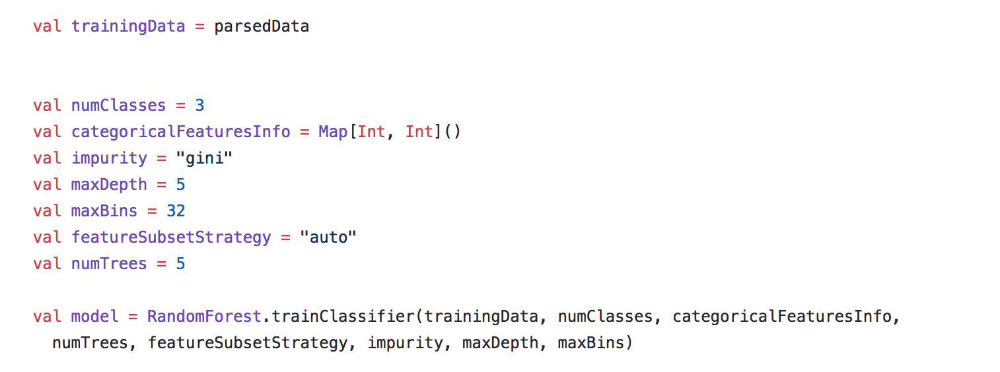 val trainingData = parsedData
val numClasses = 3
val categoricalFeaturesInfo = Map[Int, Int]()
val impurity = "gini"
val maxDepth = 5
val maxBins = 32
val featureSubsetStrategy = "auto"
val numTrees = 5
val model = RandomForest.trainClassifier(trainingData, numClasses, categoricalFeaturesInfo,
numTrees, featureSubsetStrategy, impurity, maxDepth, maxBins)